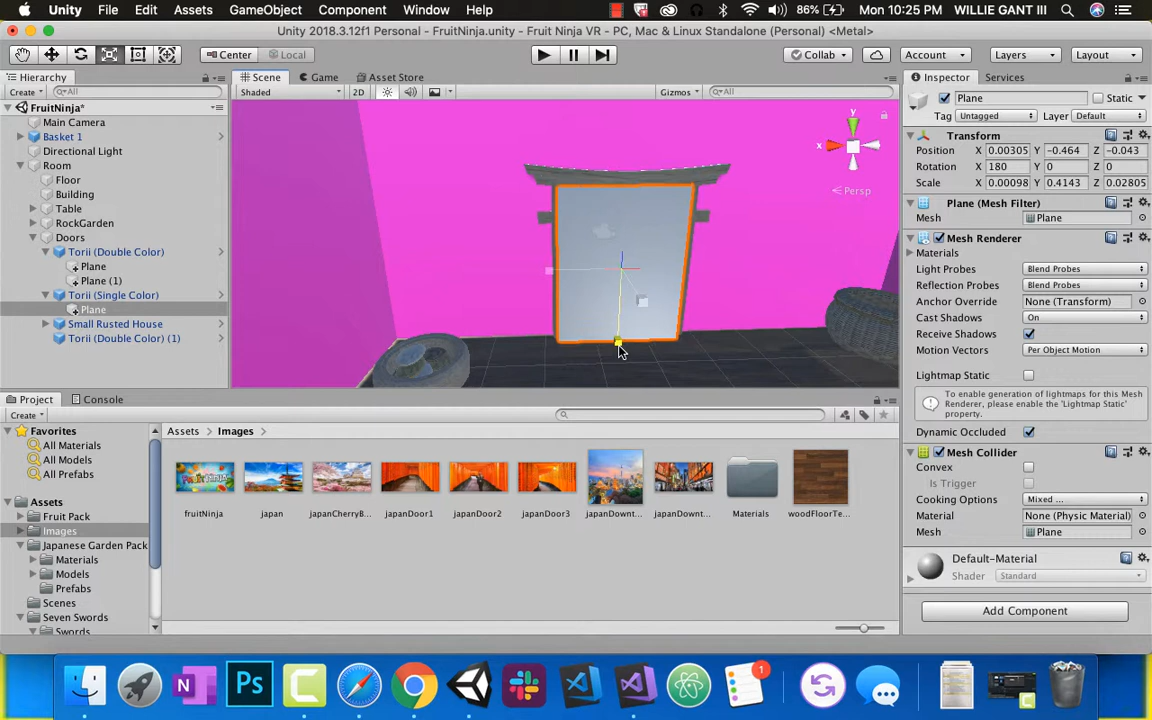 Unity File Edit Assets GameObject Component Window Help 86% Mon 10:25 PM WILLIE GANT III
Unity 2018.3.12f1 Personal - FruitNinja.unity - Fruit Ninja VR - PC, Mac & Linux Standalone (Personal) <Metal>
Center Local Collab Account Layers Layout
Hierarchy
Create All
FruitNinja*
Main Camera
Basket 1
Directional Light
Room
Floor
Building
Table
RockGarden
Doors
Torii (Double Color)
Plane
Plane (1)
Torii (Single Color)
Plane
Small Rusted House
Torii (Double Color) (1)
Scene Game Asset Store
Shaded 2D Gizmos All
y
x
Persp
Inspector Services
Plane Static
Tag Untagged Layer Default
Transform
Position X 0.00305 Y -0.464 Z -0.043
Rotation X 180 Y 0 Z 0
Scale X 0.00098 Y 0.4143 Z 0.02805
Plane (Mesh Filter)
Mesh Plane
Mesh Renderer
Materials
Light Probes Blend Probes
Reflection Probes Blend Probes
Anchor Override None (Transform)
Cast Shadows On
Receive Shadows
Motion Vectors Per Object Motion
Lightmap Static
To enable generation of lightmaps for this Mesh
Renderer, please enable the 'Lightmap Static'
property.
Dynamic Occluded
Mesh Collider
Convex
Is Trigger
Cooking Options Mixed ...
Material None (Physic Material)
Mesh Plane
Default-Material
Shader Standard
Add Component
Project Console
Create
Favorites
All Materials
All Models
All Prefabs
Assets
Fruit Pack
Images
Japanese Garden Pack
Materials
Models
Prefabs
Scenes
Seven Swords
Swords
Assets Images
fruitNinja japan japanCherryB... japanDoor1 japanDoor2 japanDoor3 japanDownt... japanDownt... Materials woodFloorTe...
N Ps C 1